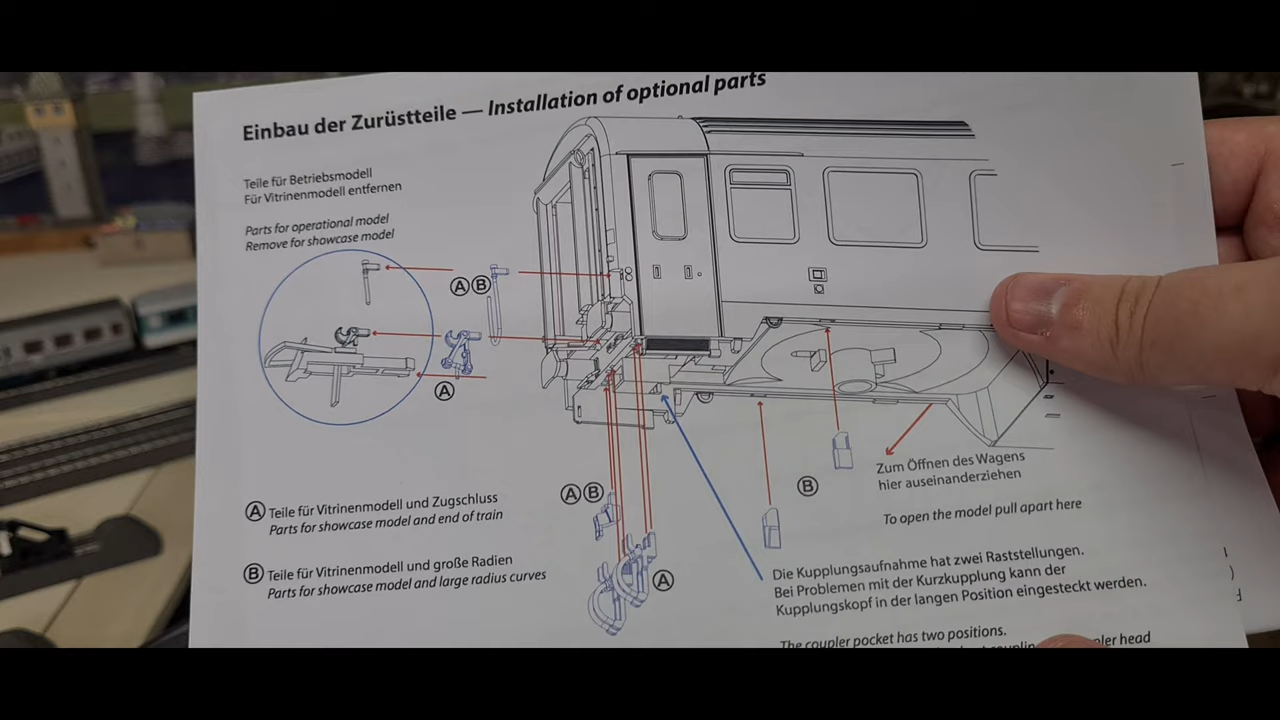 Einbau der Zurüstteile — Installation of optional parts
Teile für Betriebsmodell
Für Vitrinenmodell entfernen
Parts for operational model
Remove for showcase model
A B
A
A Teile für Vitrinenmodell und Zugschluss
Parts for showcase model and end of train
B Teile für Vitrinenmodell und große Radien
Parts for showcase model and large radius curves
A B
A
B
Zum Öffnen des Wagens
hier auseinanderziehen
To open the model pull apart here
Die Kupplungsaufnahme hat zwei Raststellungen.
Bei Problemen mit der Kurzkupplung kann der
Kupplungskopf in der langen Position eingesteckt werden.
The coupler pocket has two positions.
head